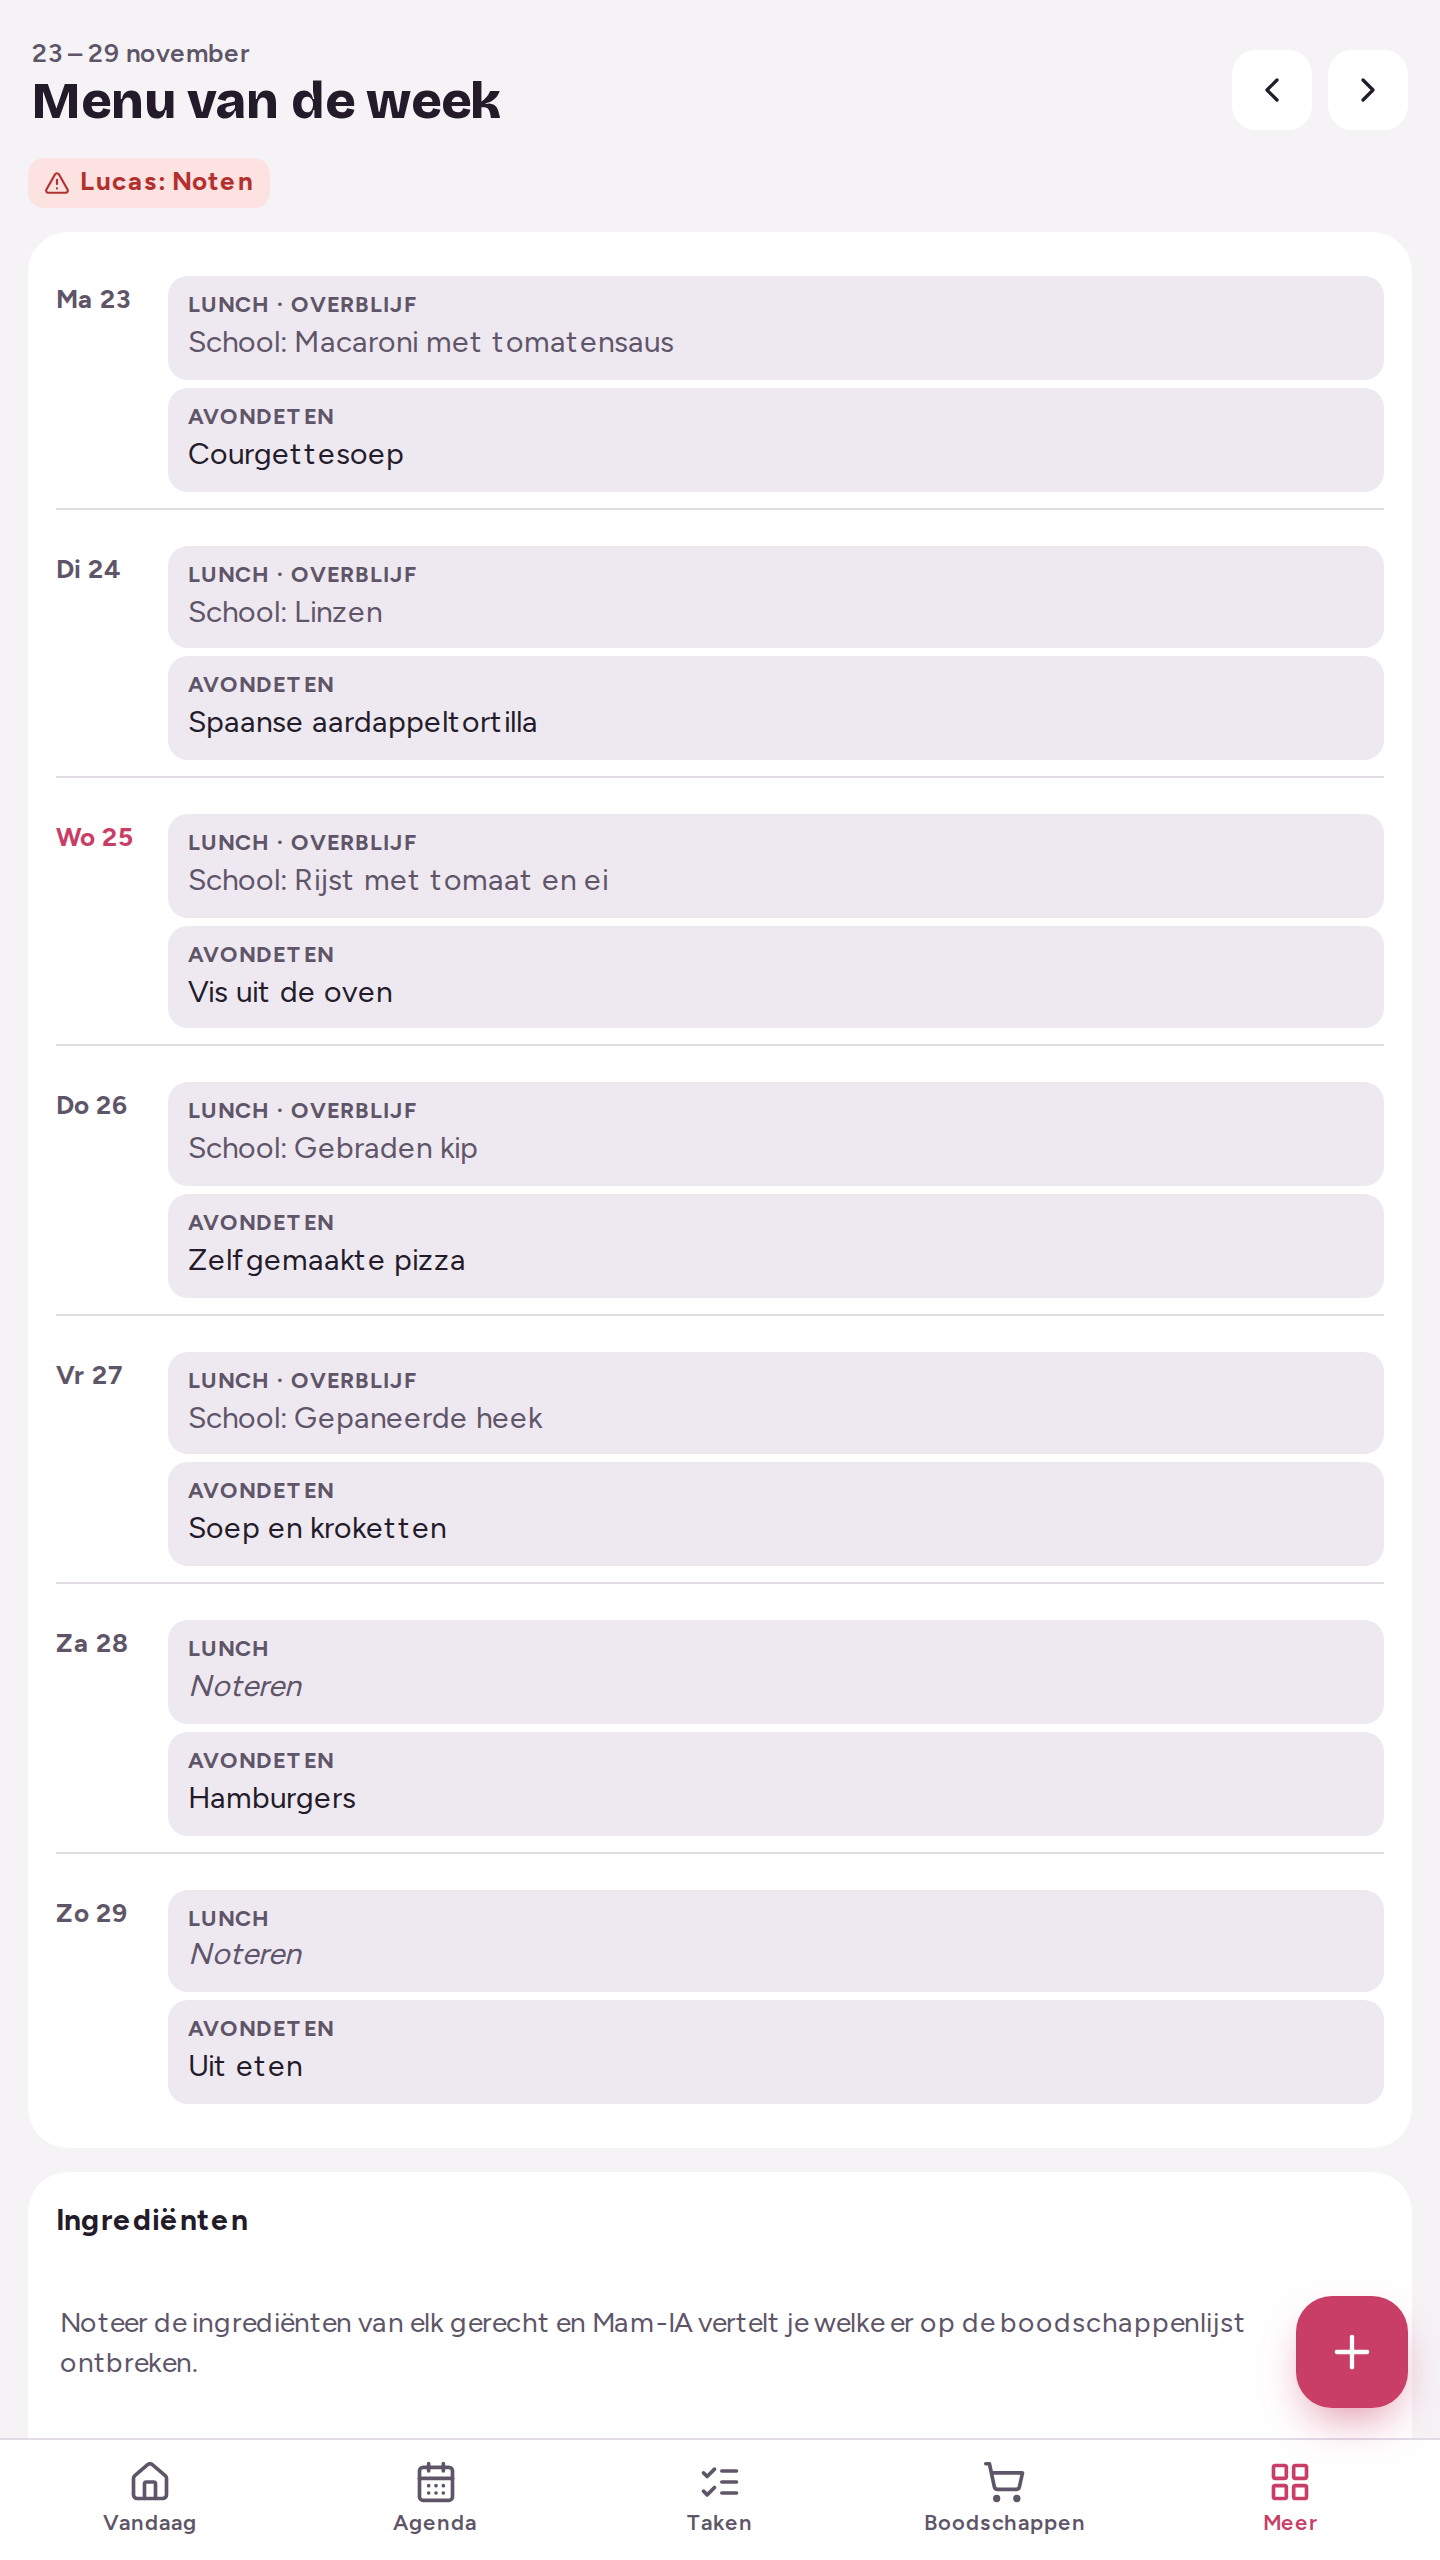 23 – 29 november
Menu van de week
Lucas: Noten
Ma 23
LUNCH · OVERBLIJF
School: Macaroni met tomatensaus
AVONDETEN
Courgettesoep
Di 24
LUNCH · OVERBLIJF
School: Linzen
AVONDETEN
Spaanse aardappeltortilla
Wo 25
LUNCH · OVERBLIJF
School: Rijst met tomaat en ei
AVONDETEN
Vis uit de oven
Do 26
LUNCH · OVERBLIJF
School: Gebraden kip
AVONDETEN
Zelfgemaakte pizza
Vr 27
LUNCH · OVERBLIJF
School: Gepaneerde heek
AVONDETEN
Soep en kroketten
Za 28
LUNCH
Noteren
AVONDETEN
Hamburgers
Zo 29
LUNCH
Noteren
AVONDETEN
Uit eten
Ingrediënten
Noteer de ingrediënten van elk gerecht en Mam-IA vertelt je welke er op de boodschappenlijst
ontbreken.
Vandaag
Agenda
Taken
Boodschappen
Meer